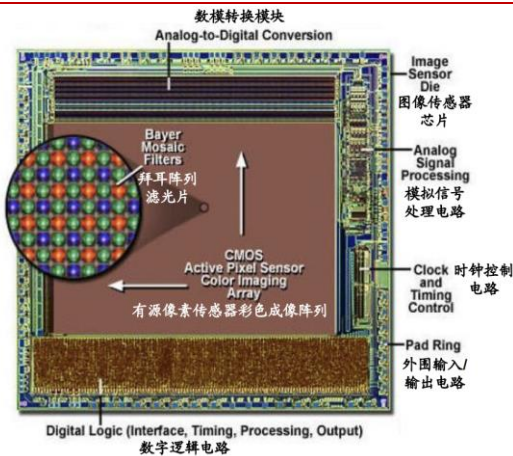 数模转换模块
Analog-to-Digital Conversion
Image
Sensor
Die
图像传感器
芯片
Bayer
Mosaic
Filters
拜耳阵列
滤光片
Analog
Signal
Processing
模拟信号
处理电路
CMOS
Active Pixel Sensor
Color Imaging
Array
有源像素传感器彩色成像阵列
Clock
and
Timing
Control
时钟控制
电路
Pad Ring
外围输入/
输出电路
Digital Logic (Interface, Timing, Processing, Output)
数字逻辑电路